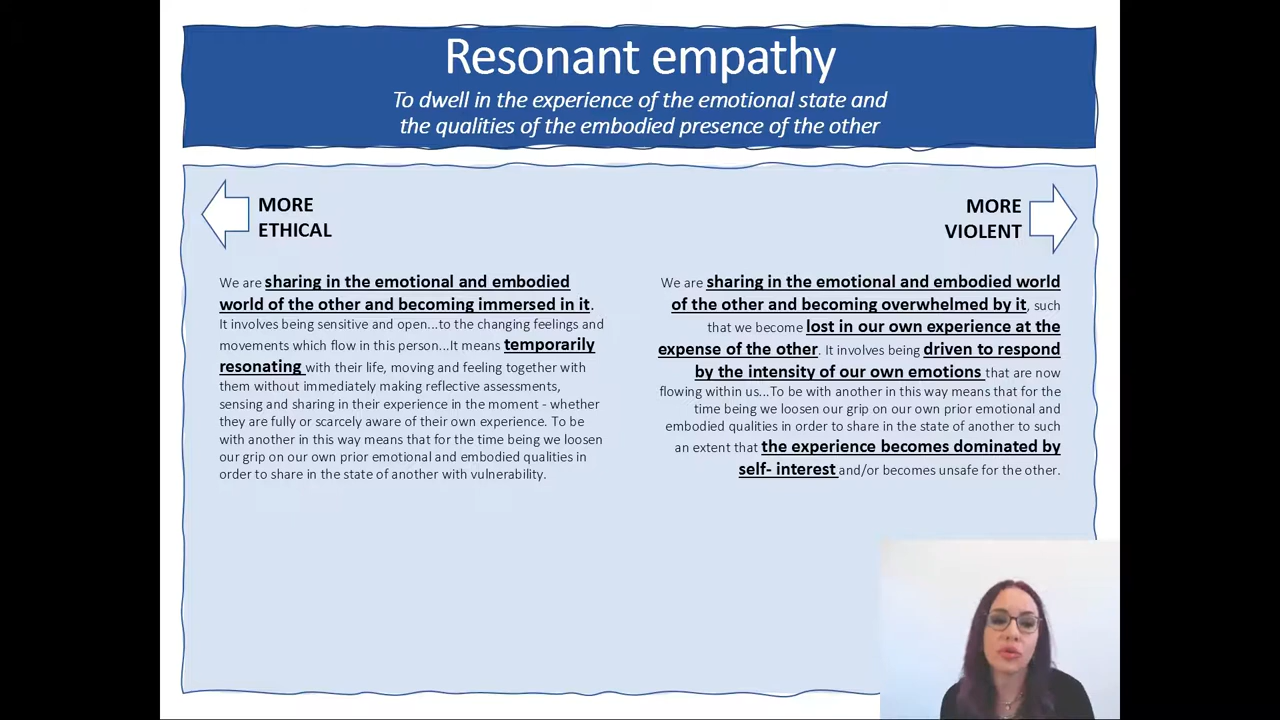 Resonant empathy
To dwell in the experience of the emotional state and
the qualities of the embodied presence of the other
MORE
ETHICAL
We are sharing in the emotional and embodied
world of the other and becoming immersed in it.
It involves being sensitive and open...to the changing feelings and
movements which flow in this person...It means temporarily
resonating with their life, moving and feeling together with
them without immediately making reflective assessments,
sensing and sharing in their experience in the moment - whether
they are fully or scarcely aware of their own experience. To be
with another in this way means that for the time being we loosen
our grip on our own prior emotional and embodied qualities in
order to share in the state of another with vulnerability.
MORE
VIOLENT
We are sharing in the emotional and embodied world
of the other and becoming overwhelmed by it, such
that we become lost in our own experience at the
expense of the other. It involves being driven to respond
by the intensity of our own emotions that are now
flowing within us...To be with another in this way means that for the
time being we loosen our grip on our own prior emotional and
embodied qualities in order to share in the state of another to such
an extent that the experience becomes dominated by
self- interest and/or becomes unsafe for the other.